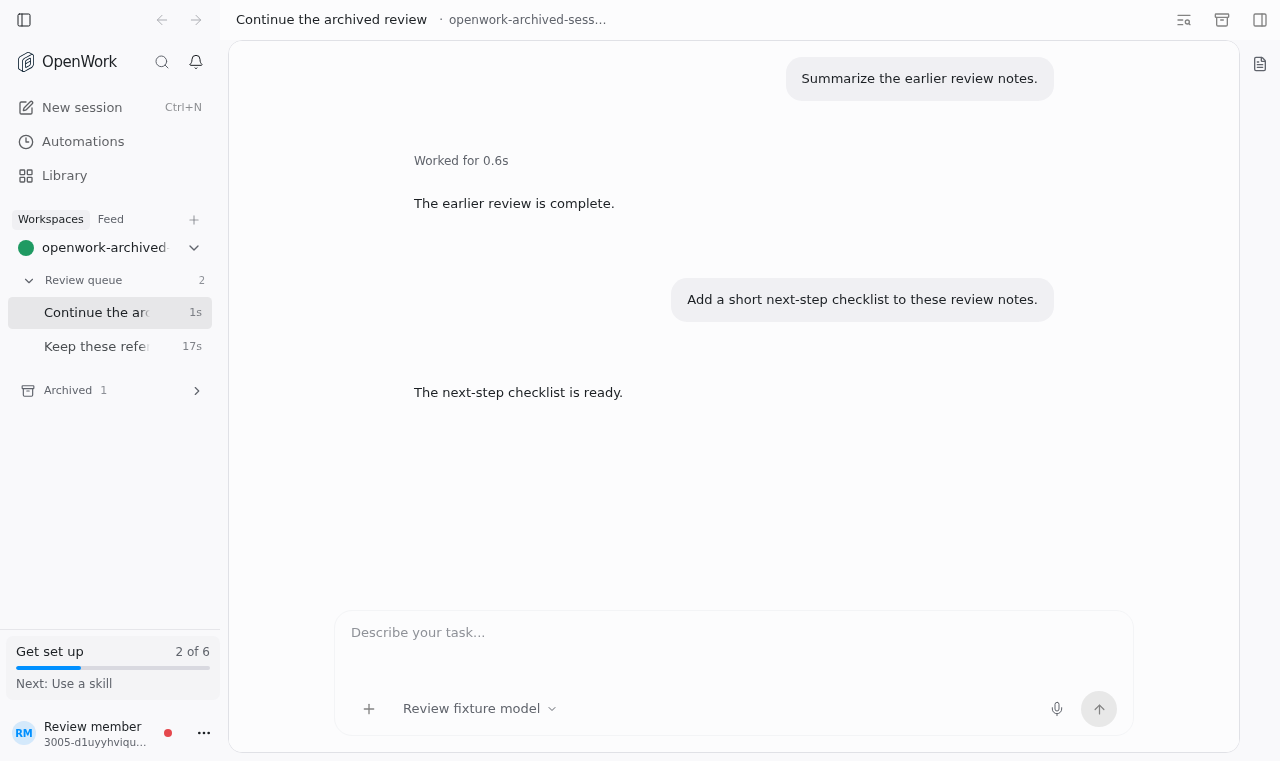 Continue the archived review · openwork-archived-sess...
OpenWork
New session Ctrl+N
Automations
Library
Workspaces Feed
openwork-archived-
Review queue 2
Continue the arc 1s
Keep these refe 17s
Archived 1
Get set up 2 of 6
Next: Use a skill
RM Review member
3005-d1uyyhviqu...
Summarize the earlier review notes.
Worked for 0.6s
The earlier review is complete.
Add a short next-step checklist to these review notes.
The next-step checklist is ready.
Describe your task...
Review fixture model